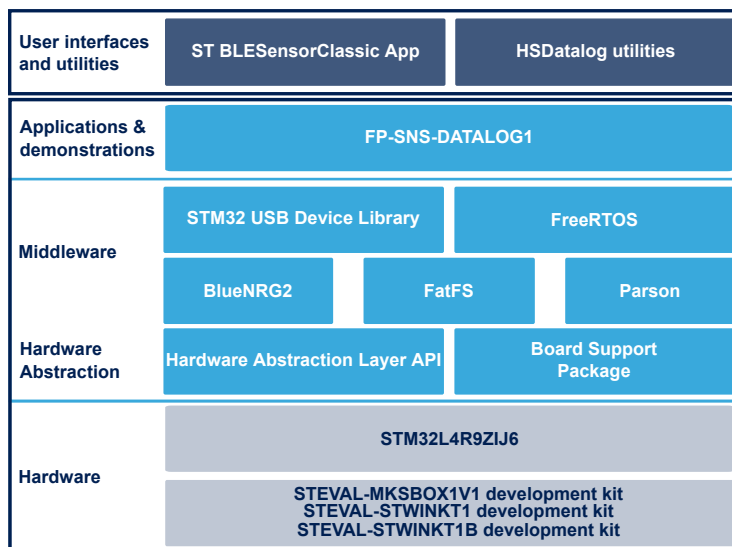 User interfaces
and utilities
ST BLESensorClassic App
HSDatalog utilities
Applications &
demonstrations
FP-SNS-DATALOG1
Middleware
STM32 USB Device Library
FreeRTOS
BlueNRG2
FatFS
Parson
Hardware
Abstraction
Hardware Abstraction Layer API
Board Support
Package
Hardware
STM32L4R9ZIJ6
STEVAL-MKSBOX1V1 development kit
STEVAL-STWINKT1 development kit
STEVAL-STWINKT1B development kit